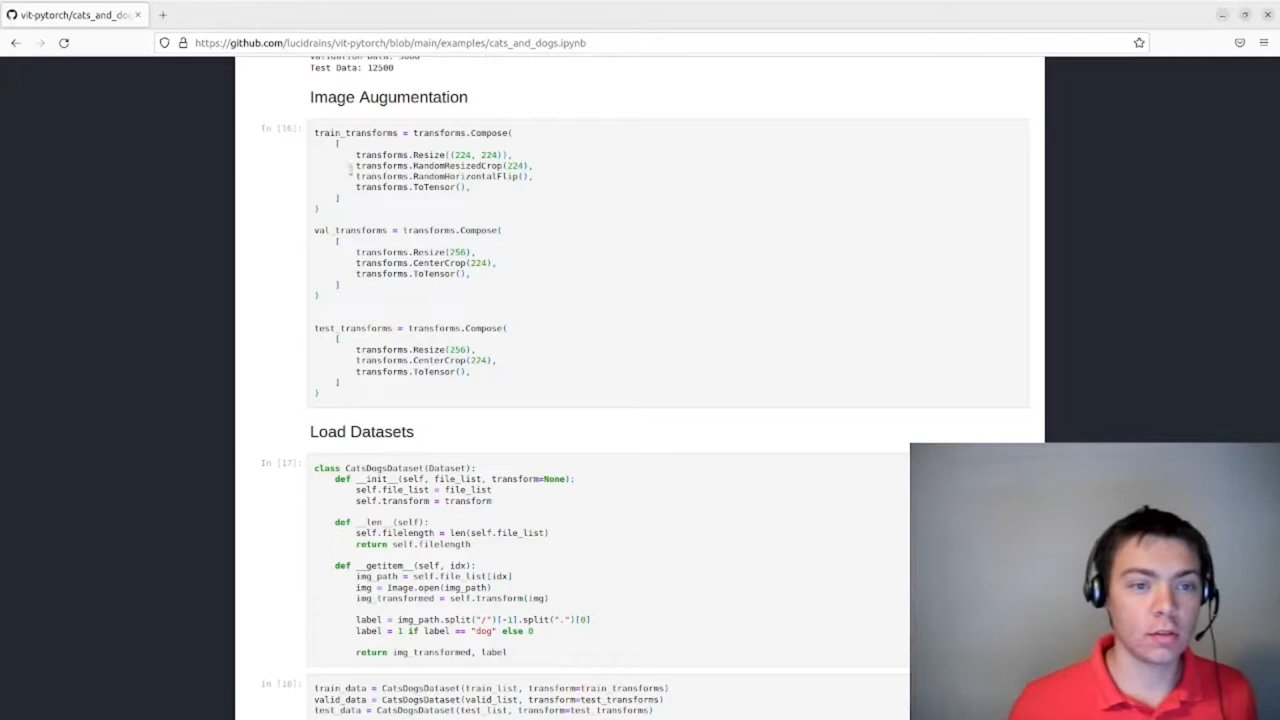 vit-pytorch/cats_and_dog
https://github.com/lucidrains/vit-pytorch/blob/main/examples/cats_and_dogs.ipynb
Test Data: 12500
Image Augumentation
In [16]:
train_transforms = transforms.Compose(
[
transforms.Resize((224, 224)),
transforms.RandomResizedCrop(224),
transforms.RandomHorizontalFlip(),
transforms.ToTensor(),
]
)
val_transforms = transforms.Compose(
[
transforms.Resize(256),
transforms.CenterCrop(224),
transforms.ToTensor(),
]
)
test_transforms = transforms.Compose(
[
transforms.Resize(256),
transforms.CenterCrop(224),
transforms.ToTensor(),
]
)
Load Datasets
In [17]:
class CatsDogsDataset(Dataset):
def __init__(self, file_list, transform=None):
self.file_list = file_list
self.transform = transform
def __len__(self):
self.filelength = len(self.file_list)
return self.filelength
def __getitem__(self, idx):
img_path = self.file_list[idx]
img = Image.open(img_path)
img_transformed = self.transform(img)
label = img_path.split("/")[-1].split(".")[0]
label = 1 if label == "dog" else 0
return img_transformed, label
In [18]:
train_data = CatsDogsDataset(train_list, transform=train_transforms)
valid_data = CatsDogsDataset(valid_list, transform=test_transforms)
test_data = CatsDogsDataset(test_list, transform=test_transforms)